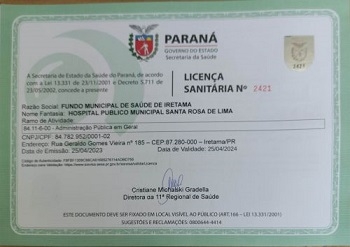 PARANÁ
GOVERNO DO ESTADO
Secretaria da Saúde
A Secretaria de Estado da Saúde do Paraná, de acordo
com a Lei 13.331 de 23/11/2001 e Decreto 5.711 de
23/05/2002, concede a presente
LICENÇA
SANITÁRIA Nº 2421
2421
Razão Social: FUNDO MUNICIPAL DE SAÚDE DE IRETAMA
Nome Fantasia: HOSPITAL PUBLICO MUNICIPAL SANTA ROSA DE LIMA
Ramo de Atividade:
84.11-6-00 - Administração Pública em Geral
CNPJ/CPF: 84.782.952/0001-02
Endereço: Rua Geraldo Gomes Vieira nº 185 – CEP:87.280-000 – Iretama/PR
Data de Emissão: 25/04/2023 Data de Validade: 25/04/2024
Cristiane Michalski Gradella
Diretora da 11ª Regional de Saúde
ESTE DOCUMENTO DEVE SER FIXADO EM LOCAL VISÍVEL AO PÚBLICO (ART.166 - LEI 13.331/2001)
SUGESTÕES E RECLAMAÇÕES: 0800644-4414